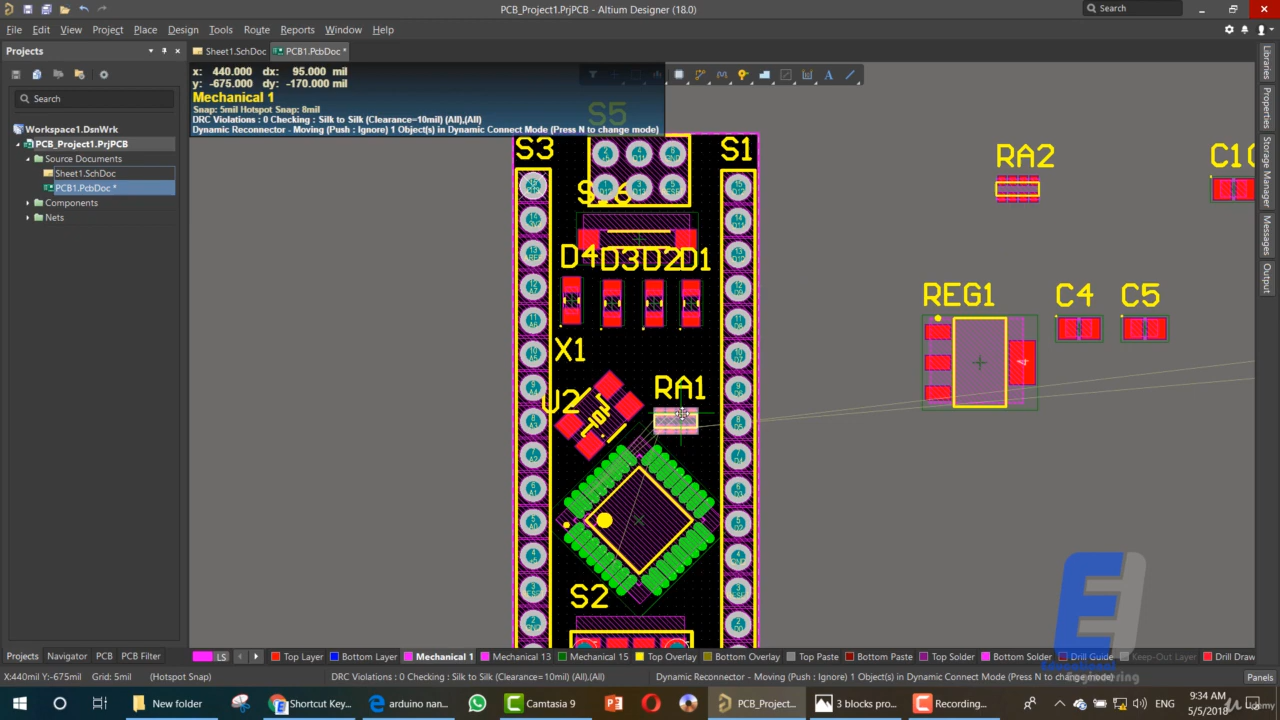 PCB_Project1.PrjPCB - Altium Designer (18.0)
Search
File Edit View Project Place Design Tools Route Reports Window Help
Projects
Sheet1.SchDoc
PCB1.PcbDoc *
x: 440.000 dx: 95.000 mil
y: -675.000 dy: -170.000 mil
Mechanical 1
Snap: 5mil Hotspot Snap: 8mil
DRC Violations : 0 Checking : Silk to Silk (Clearance=10mil) (All),(All)
Dynamic Reconnector - Moving (Push : Ignore) 1 Object(s) in Dynamic Connect Mode (Press N to change mode)
Search
Workspace1.DsnWrk
PCB_Project1.PrjPCB
Source Documents
Sheet1.SchDoc
PCB1.PcbDoc *
Components
Nets
Libraries
Properties
Storage Manager
Messages
Output
S5
S3
S1
RA2
C10
D4 D3 D2 D1
REG1
C4
C5
4
X1
RA1
U2
S2
Projects Navigator PCB PCB Filter
LS
Top Layer
Bottom Layer
Mechanical 1
Mechanical 13
Mechanical 15
Top Overlay
Bottom Overlay
Top Paste
Bottom Paste
Top Solder
Bottom Solder
Drill Guide
Keep-Out Layer
Drill Draw
Engineering
X:440mil Y:-675mil Grid: 5mil (Hotspot Snap)
DRC Violations : 0 Checking : Silk to Silk (Clearance=10mil) (All),(All)
Dynamic Reconnector - Moving (Push : Ignore) 1 Object(s) in Dynamic Connect Mode (Press N to change mode)
Panels
New folder
Shortcut Key...
arduino nan...
Camtasia 9
PCB_Project...
3 blocks pro...
Recording...
ENG
9:34 AM
5/5/2018
Udemy